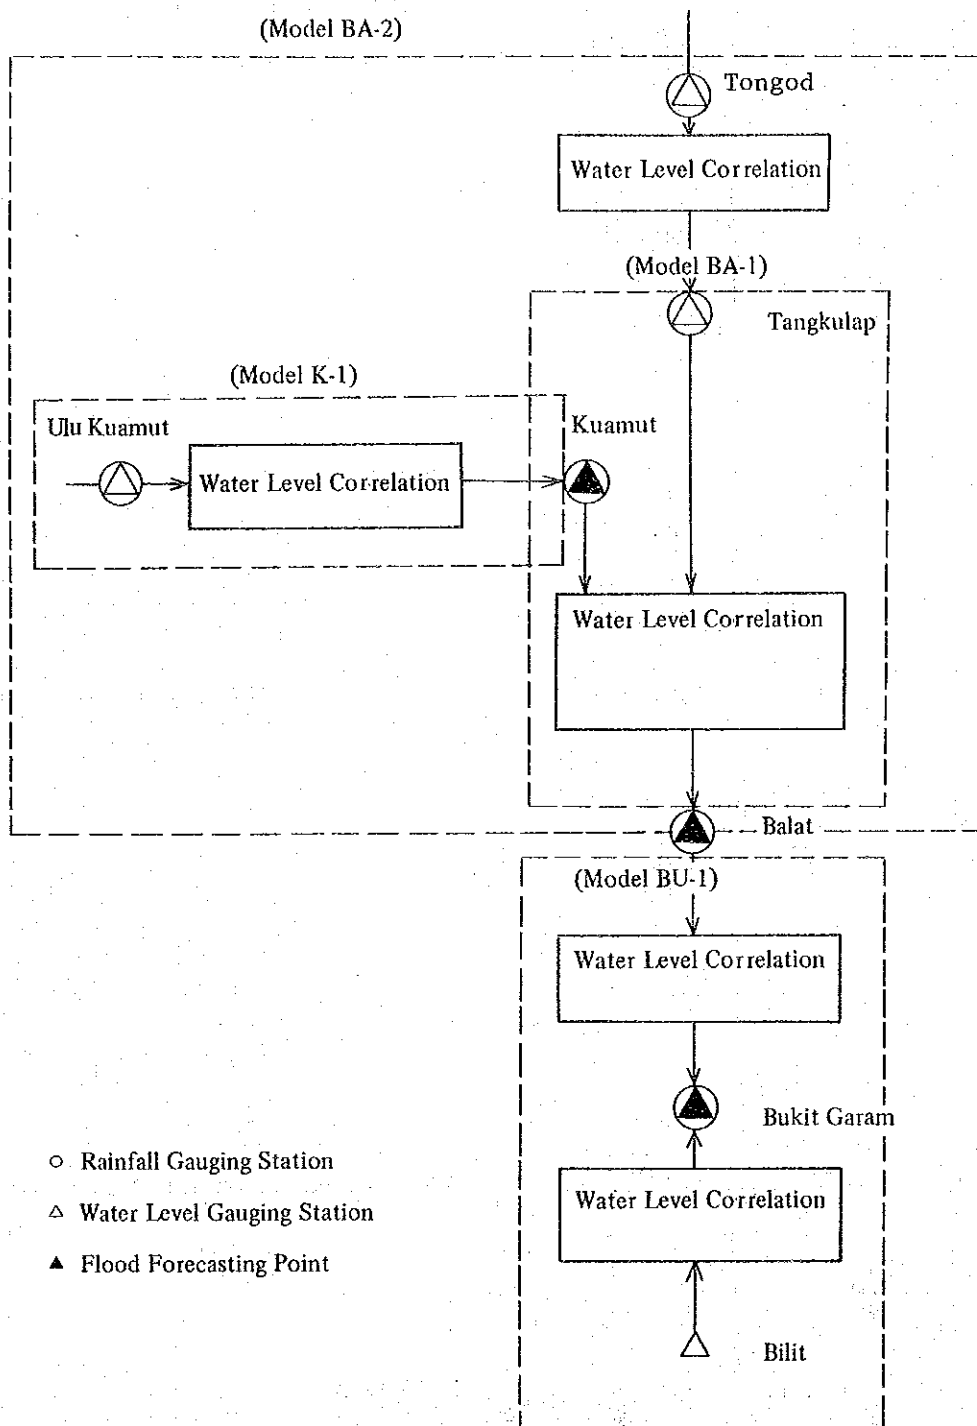 (Model BA-2)
Tongod
Water Level Correlation
(Model BA-1)
Tangkulap
(Model K-1)
Ulu Kuamut
Kuamut
Water Level Correlation
Water Level Correlation
Balat
(Model BU-1)
Water Level Correlation
Bukit Garam
Rainfall Gauging Station
Water Level Correlation
Water Level Gauging Station
Flood Forecasting Point
Bilit